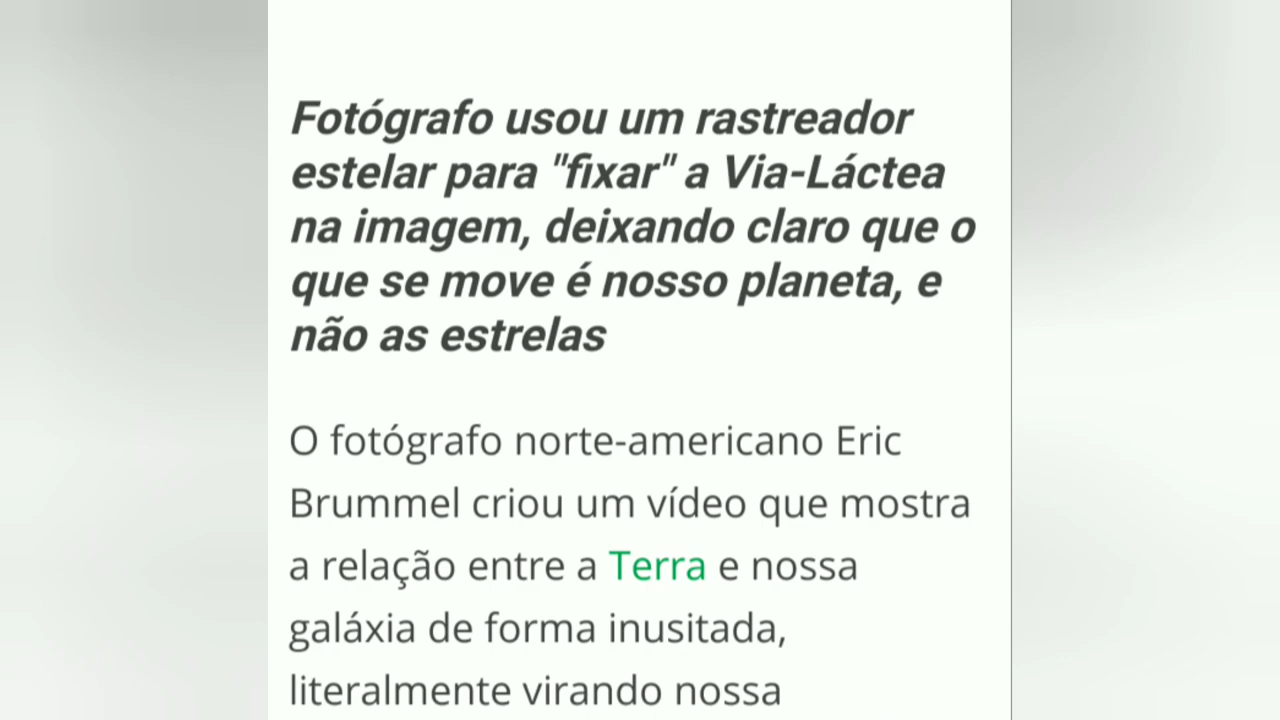 Fotógrafo usou um rastreador
estelar para "fixar" a Via-Láctea
na imagem, deixando claro que o
que se move é nosso planeta, e
não as estrelas
O fotógrafo norte-americano Eric
Brummel criou um vídeo que mostra
a relação entre a Terra e nossa
galáxia de forma inusitada,
literalmente virando nossa